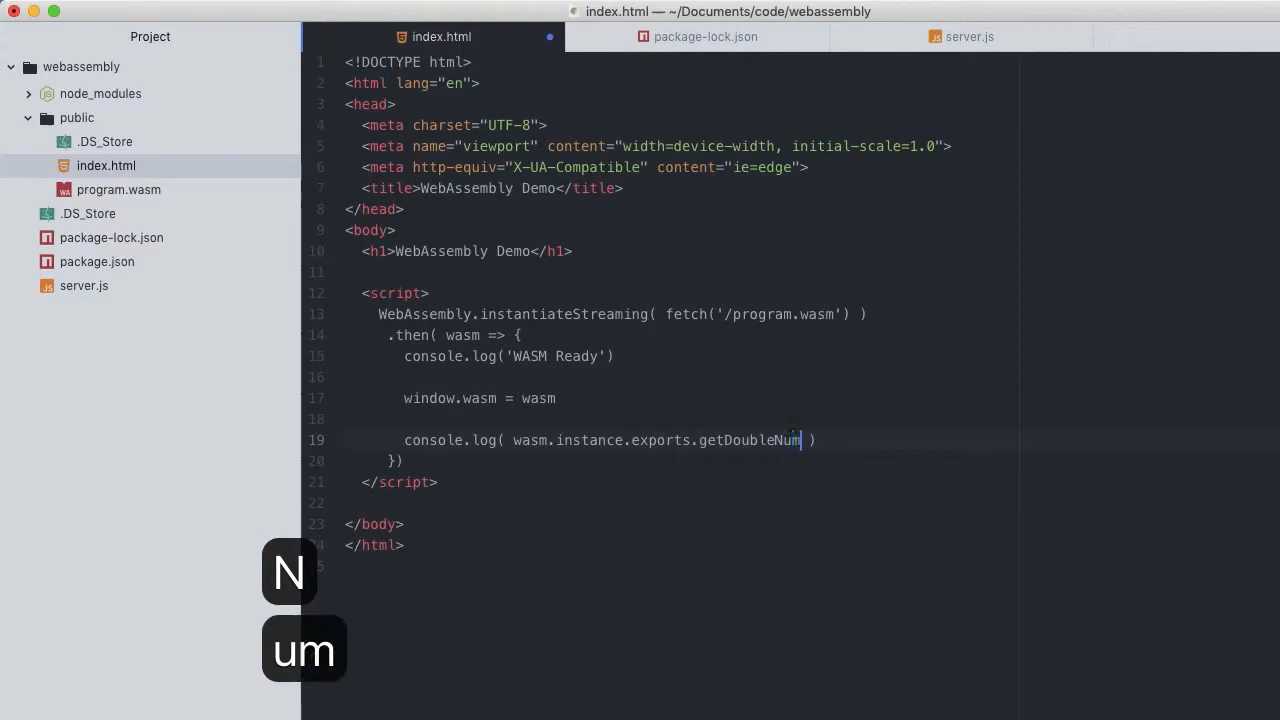 index.html — ~/Documents/code/webassembly
Project
index.html
package-lock.json
server.js
webassembly
node_modules
public
.DS_Store
index.html
program.wasm
.DS_Store
package-lock.json
package.json
server.js
1 <!DOCTYPE html>
2 <html lang="en">
3 <head>
4 <meta charset="UTF-8">
5 <meta name="viewport" content="width=device-width, initial-scale=1.0">
6 <meta http-equiv="X-UA-Compatible" content="ie=edge">
7 <title>WebAssembly Demo</title>
8 </head>
9 <body>
10 <h1>WebAssembly Demo</h1>
11
12 <script>
13 WebAssembly.instantiateStreaming( fetch('/program.wasm') )
14 .then( wasm => {
15 console.log('WASM Ready')
16
17 window.wasm = wasm
18
19 console.log( wasm.instance.exports.getDoubleNum )
20 })
21 </script>
22
23 </body>
24 </html>
5
N
um